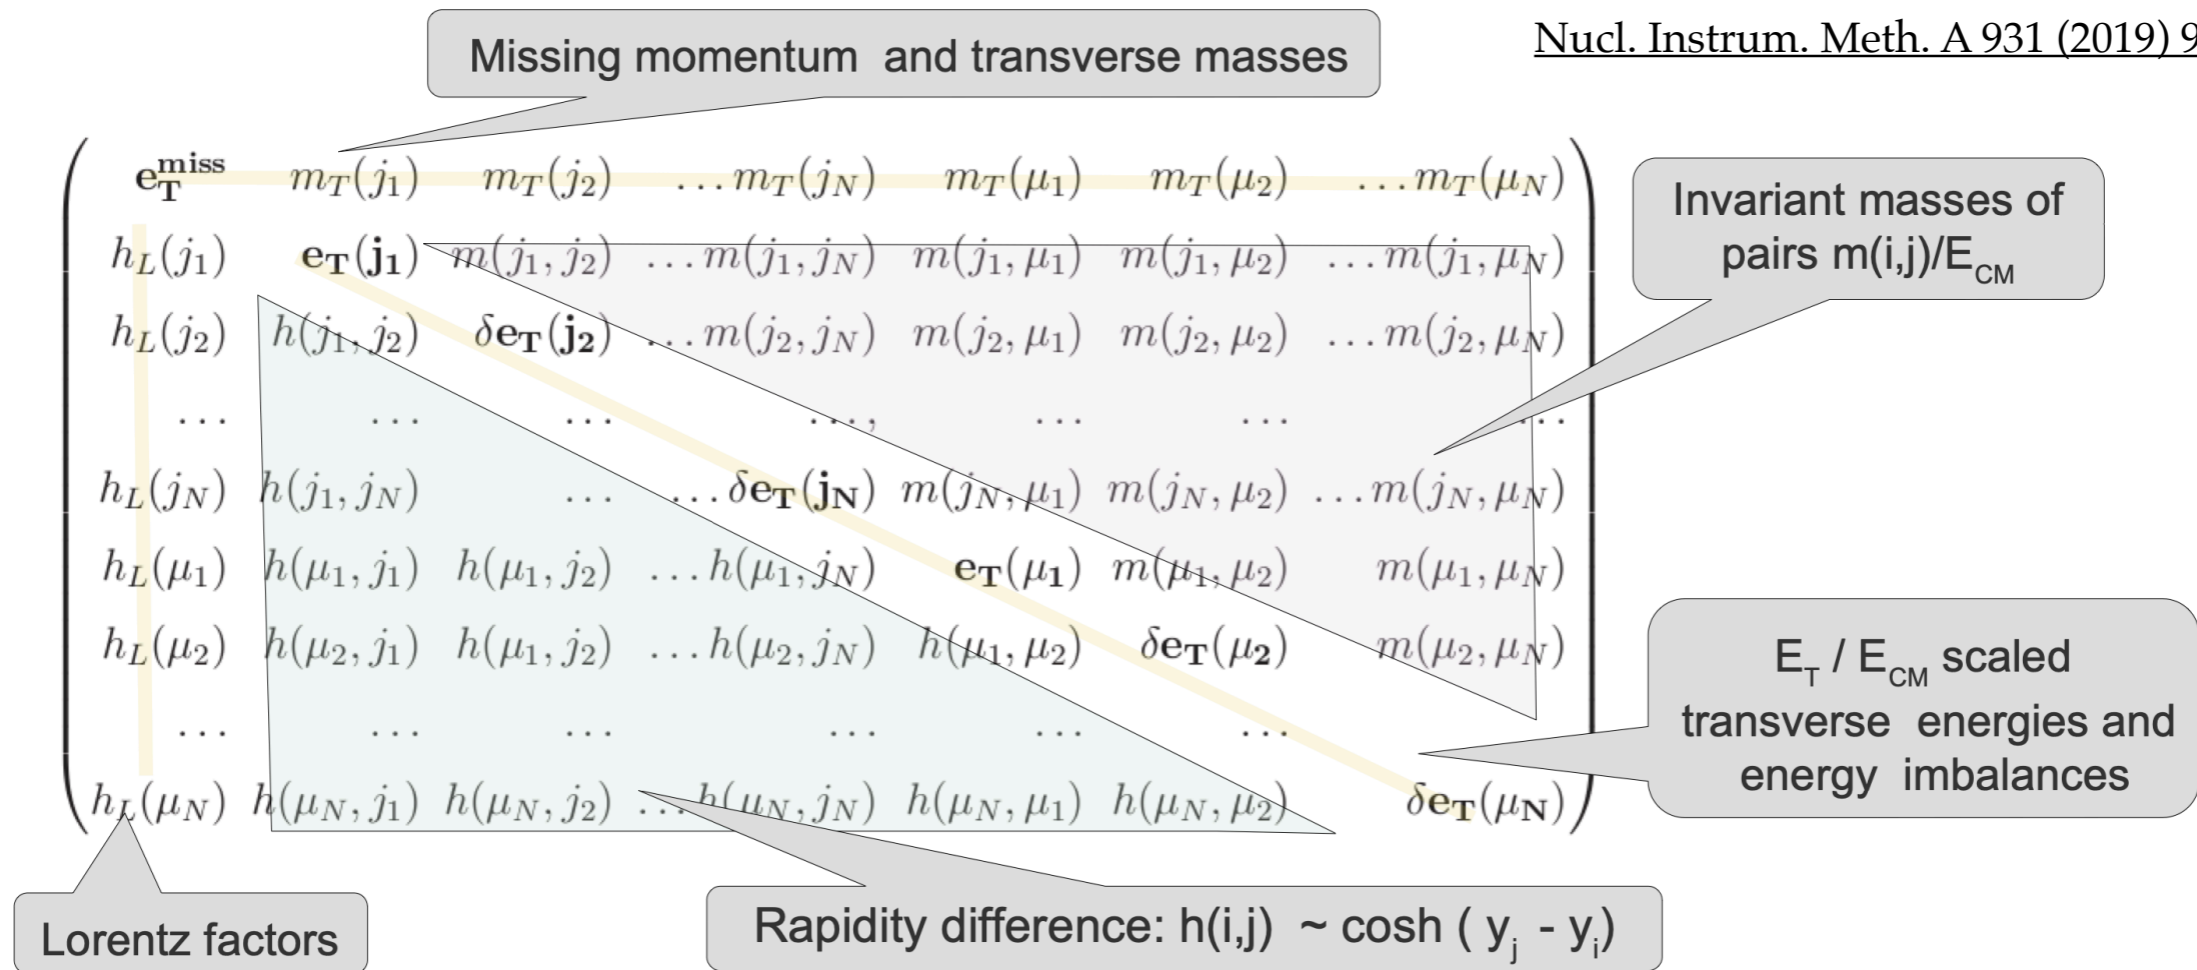 Missing momentum and transverse masses
Nucl. Instrum. Meth. A 931 (2019) 9
e_T^miss m_T(j_1) m_T(j_2) …m_T(j_N) m_T(μ_1) m_T(μ_2) …m_T(μ_N)
h_L(j_1) e_T(j_1) m(j_1, j_2) …m(j_1, j_N) m(j_1, μ_1) m(j_1, μ_2) …m(j_1, μ_N)
h_L(j_2) h(j_1, j_2) δe_T(j_2) …m(j_2, j_N) m(j_2, μ_1) m(j_2, μ_2) …m(j_2, μ_N)
… … … …, … … …
h_L(j_N) h(j_1, j_N) … …δe_T(j_N) m(j_N, μ_1) m(j_N, μ_2) …m(j_N, μ_N)
h_L(μ_1) h(μ_1, j_1) h(μ_1, j_2) …h(μ_1, j_N) e_T(μ_1) m(μ_1, μ_2) m(μ_1, μ_N)
h_L(μ_2) h(μ_2, j_1) h(μ_1, j_2) …h(μ_2, j_N) h(μ_1, μ_2) δe_T(μ_2) m(μ_2, μ_N)
… … … … … …
h_L(μ_N) h(μ_N, j_1) h(μ_N, j_2) …h(μ_N, j_N) h(μ_N, μ_1) h(μ_N, μ_2) δe_T(μ_N)
Invariant masses of
pairs m(i,j)/E_CM
E_T / E_CM scaled
transverse energies and
energy imbalances
Lorentz factors
Rapidity difference: h(i,j) ~ cosh ( y_j - y_i)